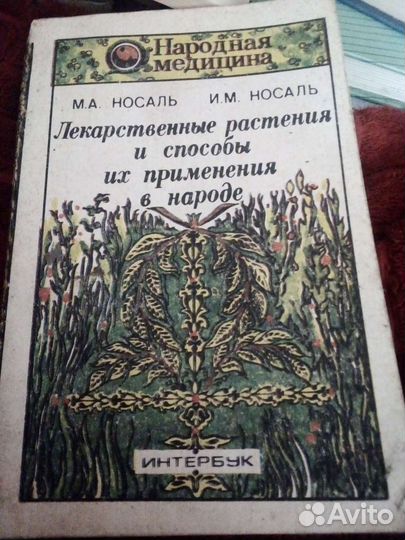 Народная
медицина
М.А. НОСАЛЬ И.М. НОСАЛЬ
Лекарственные растения
и способы
их применения
в народе
ИНТЕРБУК
Avito